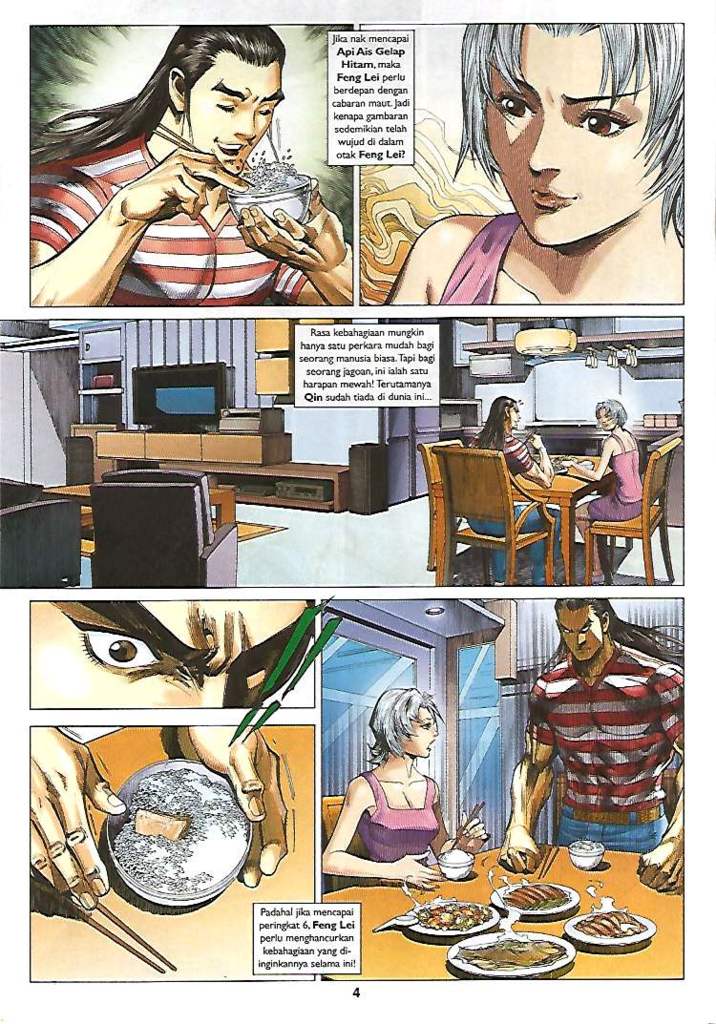 Jika nak mencapai
Api Ais Gelap
Hitam, maka
Feng Lei perlu
berdepan dengan
cabaran maut. Jadi
kenapa gambaran
sedemikian telah
wujud di dalam
otak Feng Lei?
Rasa kebahagiaan mungkin
hanya perkara mudah bagi
seorang manusia biasa. Tapi bagi
seorang jagoan, ini ialah satu
harapan mewah! Terutamanya
Qin sudah tiada di dunia ini...
Padahal jika mencapai
peringkat 6, Feng Lei
perlu menghancurkan
kebahagiaan yang di-
inginkannya selama ini!
4